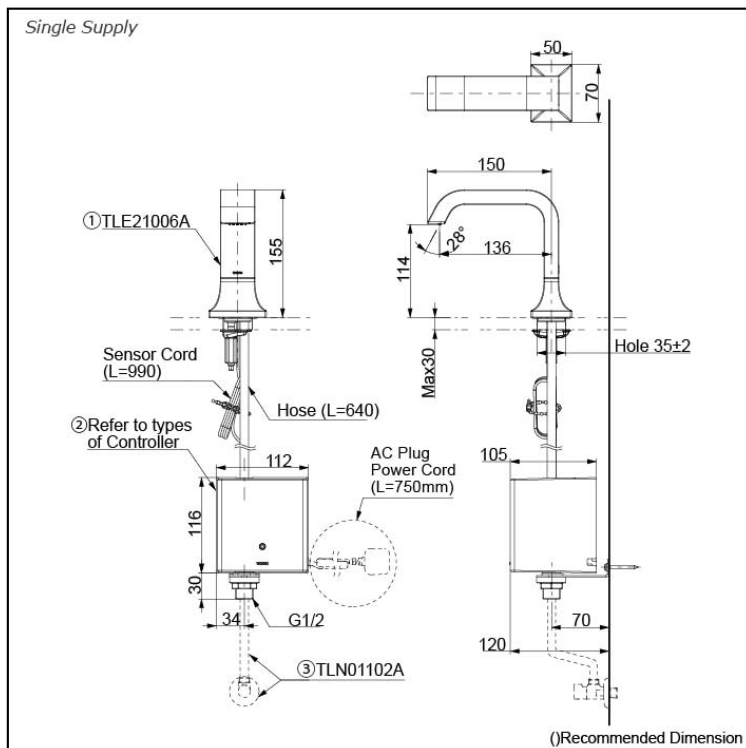 Single Supply
50
70
150
①TLE21006A
155
28°
136
114
Max30
Hole 35±2
Sensor Cord
(L=990)
Hose (L=640)
②Refer to types
of Controller
112
AC Plug
Power Cord
(L=750mm)
105
116
30
34
G1/2
70
120
③TLN01102A
()Recommended Dimension